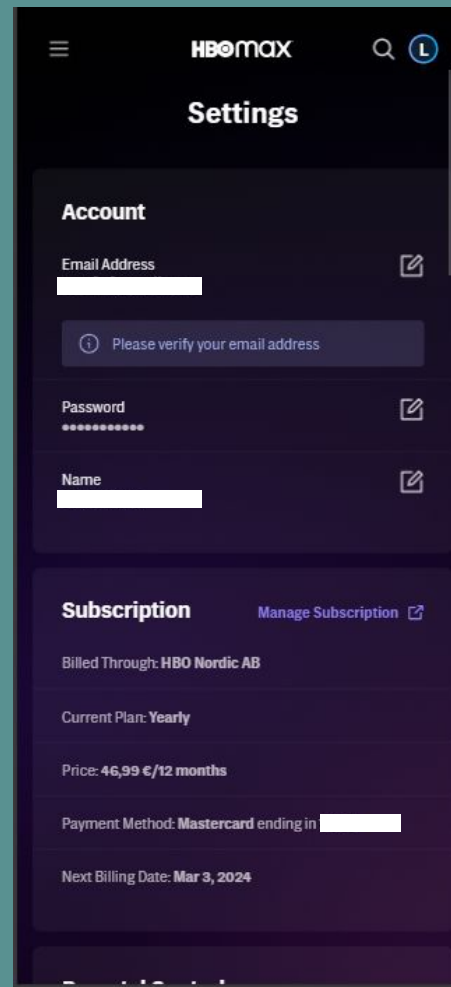 HBOmax
L
Settings
Account
Email Address
Please verify your email address
Password
Name
Subscription
Manage Subscription
Billed Through: HBO Nordic AB
Current Plan: Yearly
Price: 46,99 €/12 months
Payment Method: Mastercard ending in
Next Billing Date: Mar 3, 2024